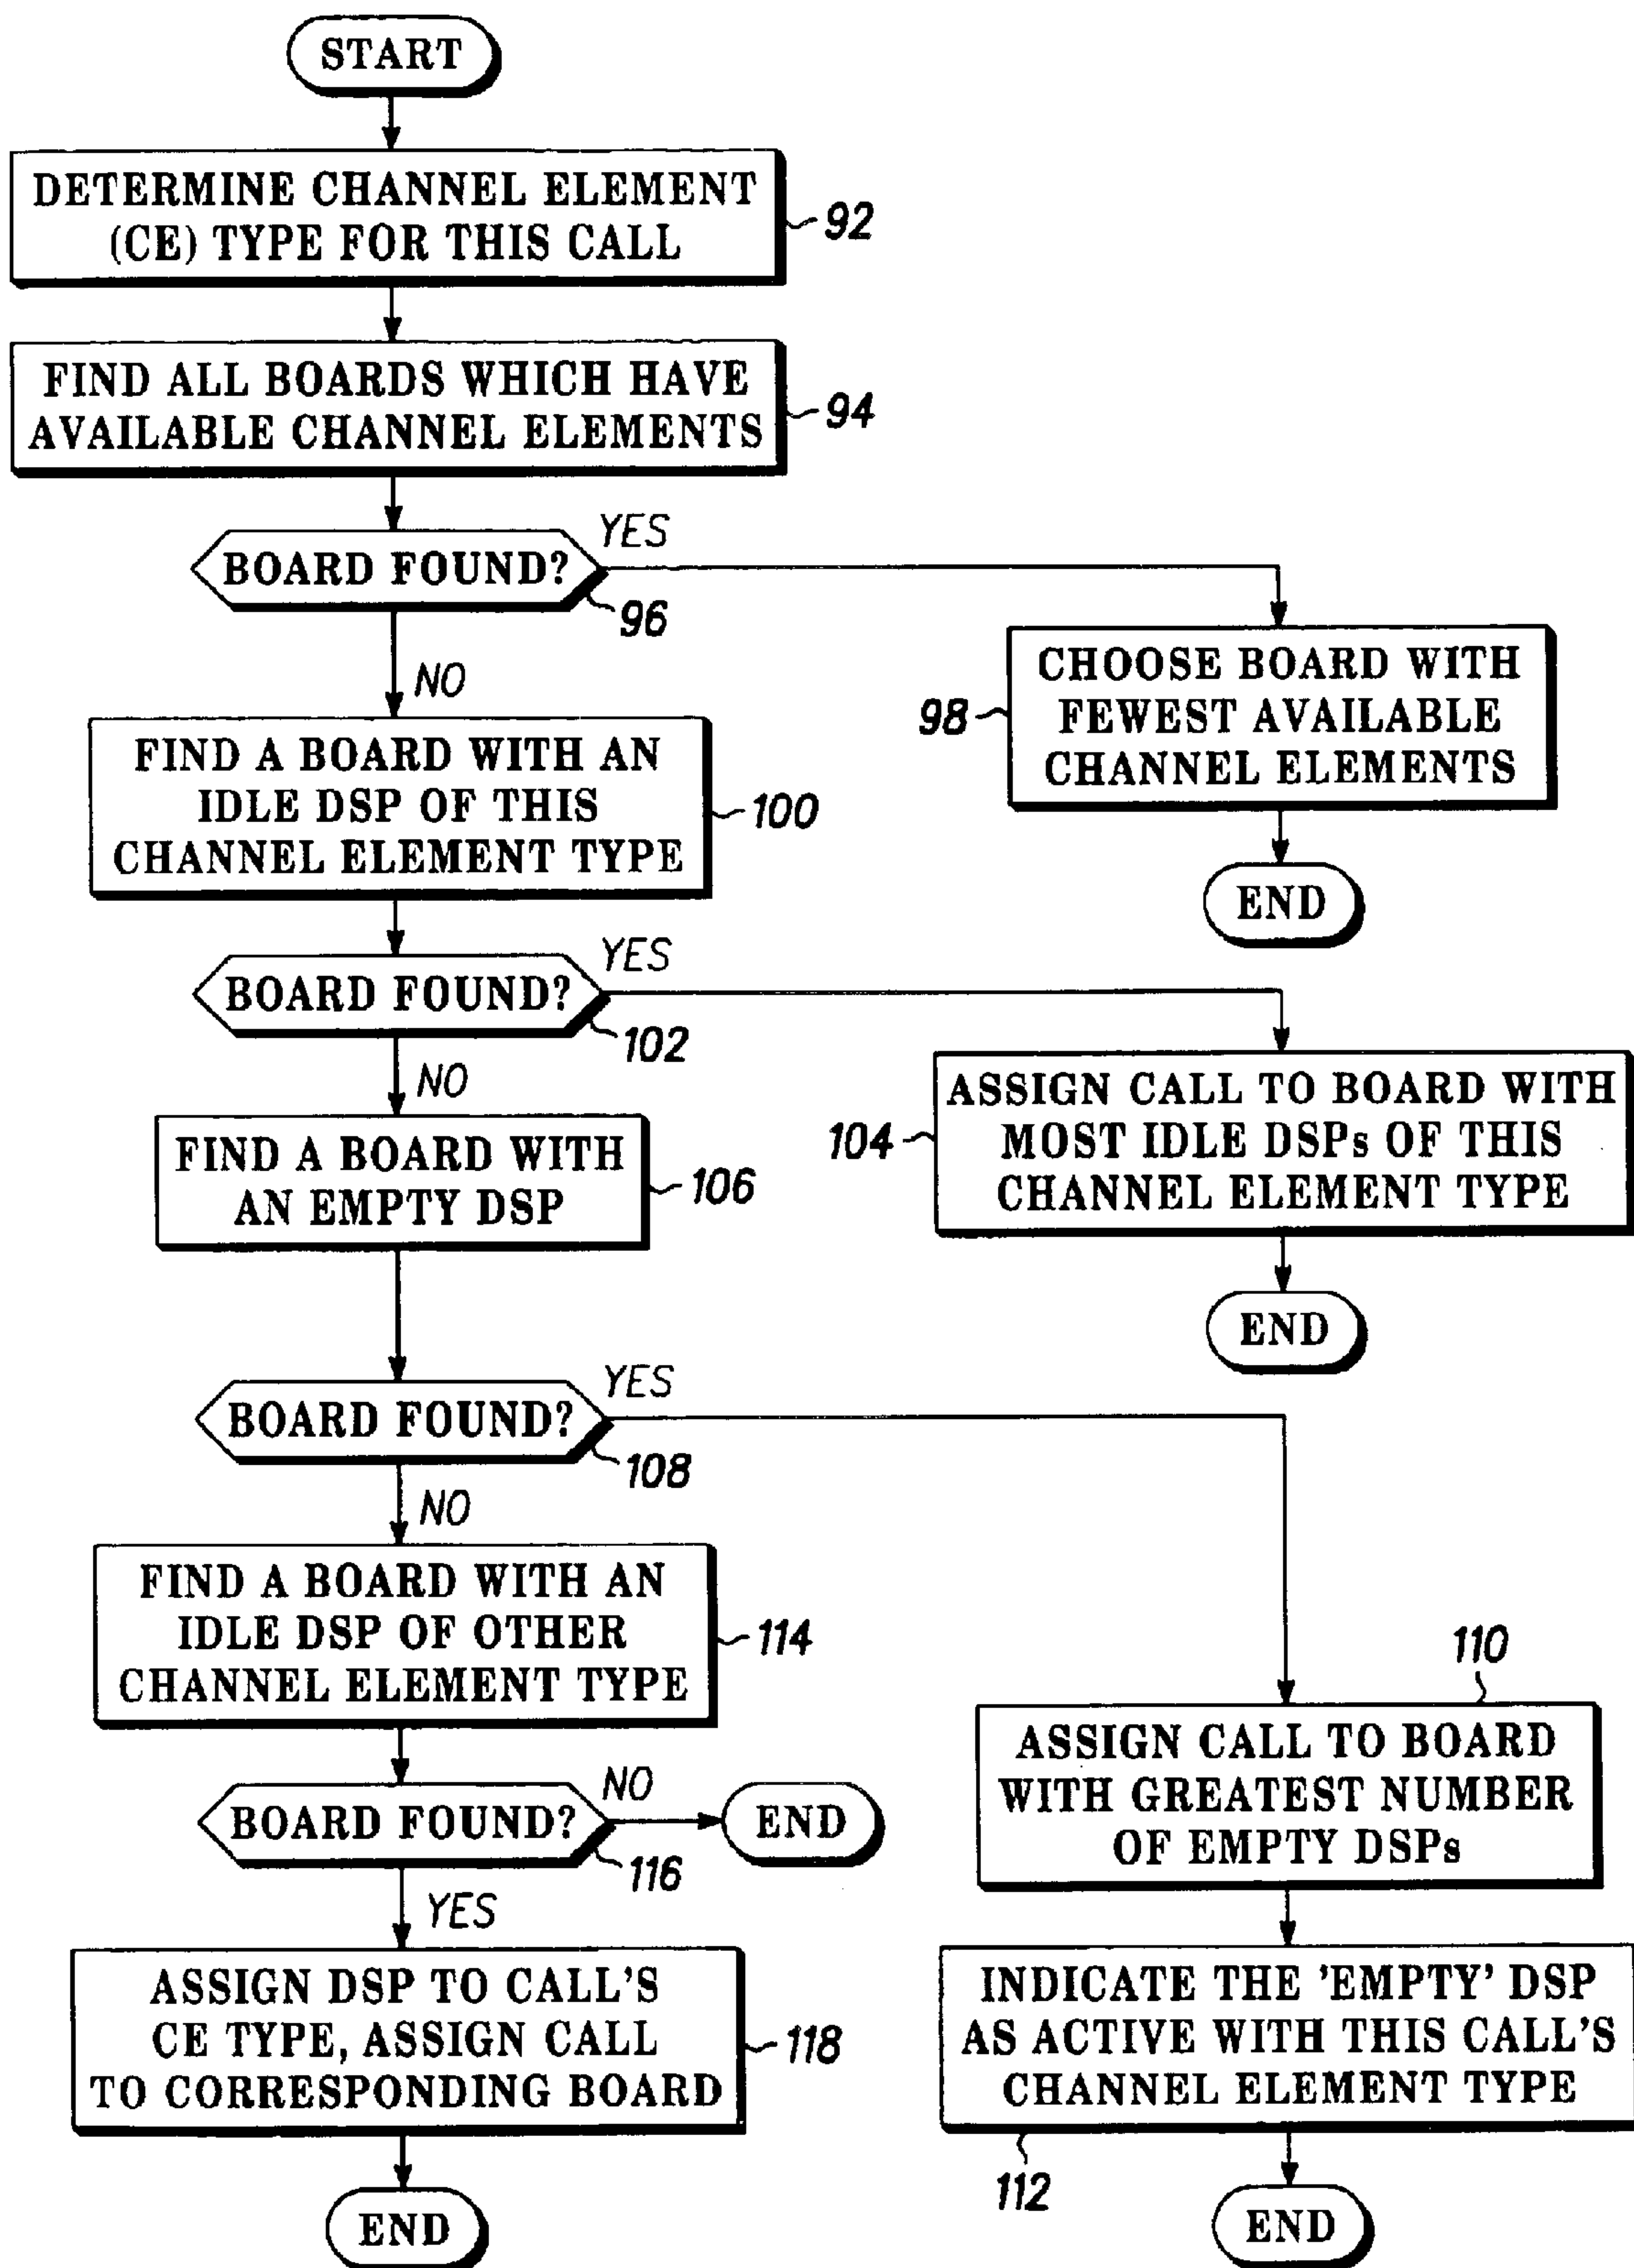 START
DETERMINE CHANNEL ELEMENT
(CE) TYPE FOR THIS CALL
92
FIND ALL BOARDS WHICH HAVE
AVAILABLE CHANNEL ELEMENTS
94
BOARD FOUND?
YES
96
NO
CHOOSE BOARD WITH
FEWEST AVAILABLE
CHANNEL ELEMENTS
98
END
FIND A BOARD WITH AN
IDLE DSP OF THIS
CHANNEL ELEMENT TYPE
100
BOARD FOUND?
YES
102
NO
ASSIGN CALL TO BOARD WITH
MOST IDLE DSPs OF THIS
CHANNEL ELEMENT TYPE
104
END
FIND A BOARD WITH
AN EMPTY DSP
106
BOARD FOUND?
YES
108
NO
FIND A BOARD WITH AN
IDLE DSP OF OTHER
CHANNEL ELEMENT TYPE
114
110
ASSIGN CALL TO BOARD
WITH GREATEST NUMBER
OF EMPTY DSPs
BOARD FOUND?
NO
END
116
YES
ASSIGN DSP TO CALL'S
CE TYPE, ASSIGN CALL
TO CORRESPONDING BOARD
118
END
INDICATE THE 'EMPTY' DSP
AS ACTIVE WITH THIS CALL'S
CHANNEL ELEMENT TYPE
112
END